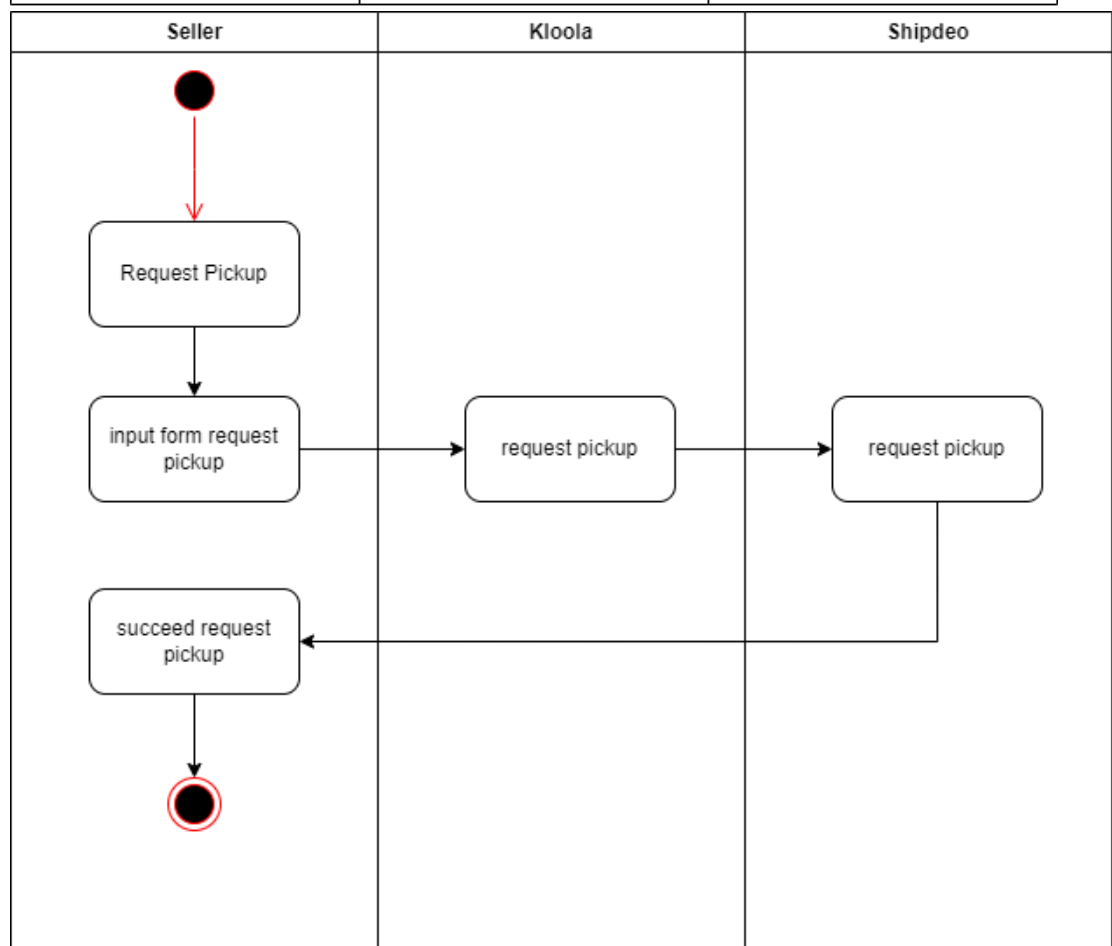 Seller
Kloola
Shipdeo
Request Pickup
input form request
pickup
request pickup
request pickup
succeed request
pickup